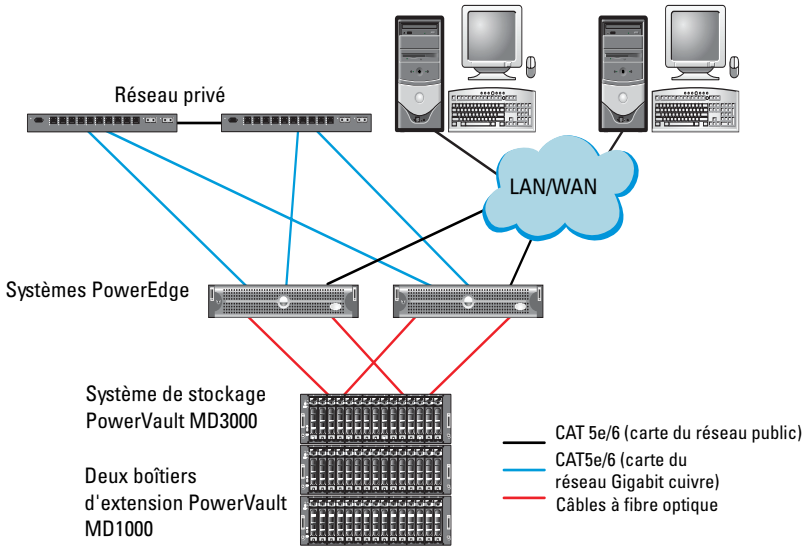 Réseau privé
LAN/WAN
Systèmes PowerEdge
Système de stockage
PowerVault MD3000
Deux boîtiers
d'extension PowerVault
MD1000
CAT 5e/6 (carte du réseau public)
CAT5e/6 (carte du
réseau Gigabit cuivre)
Câbles à fibre optique